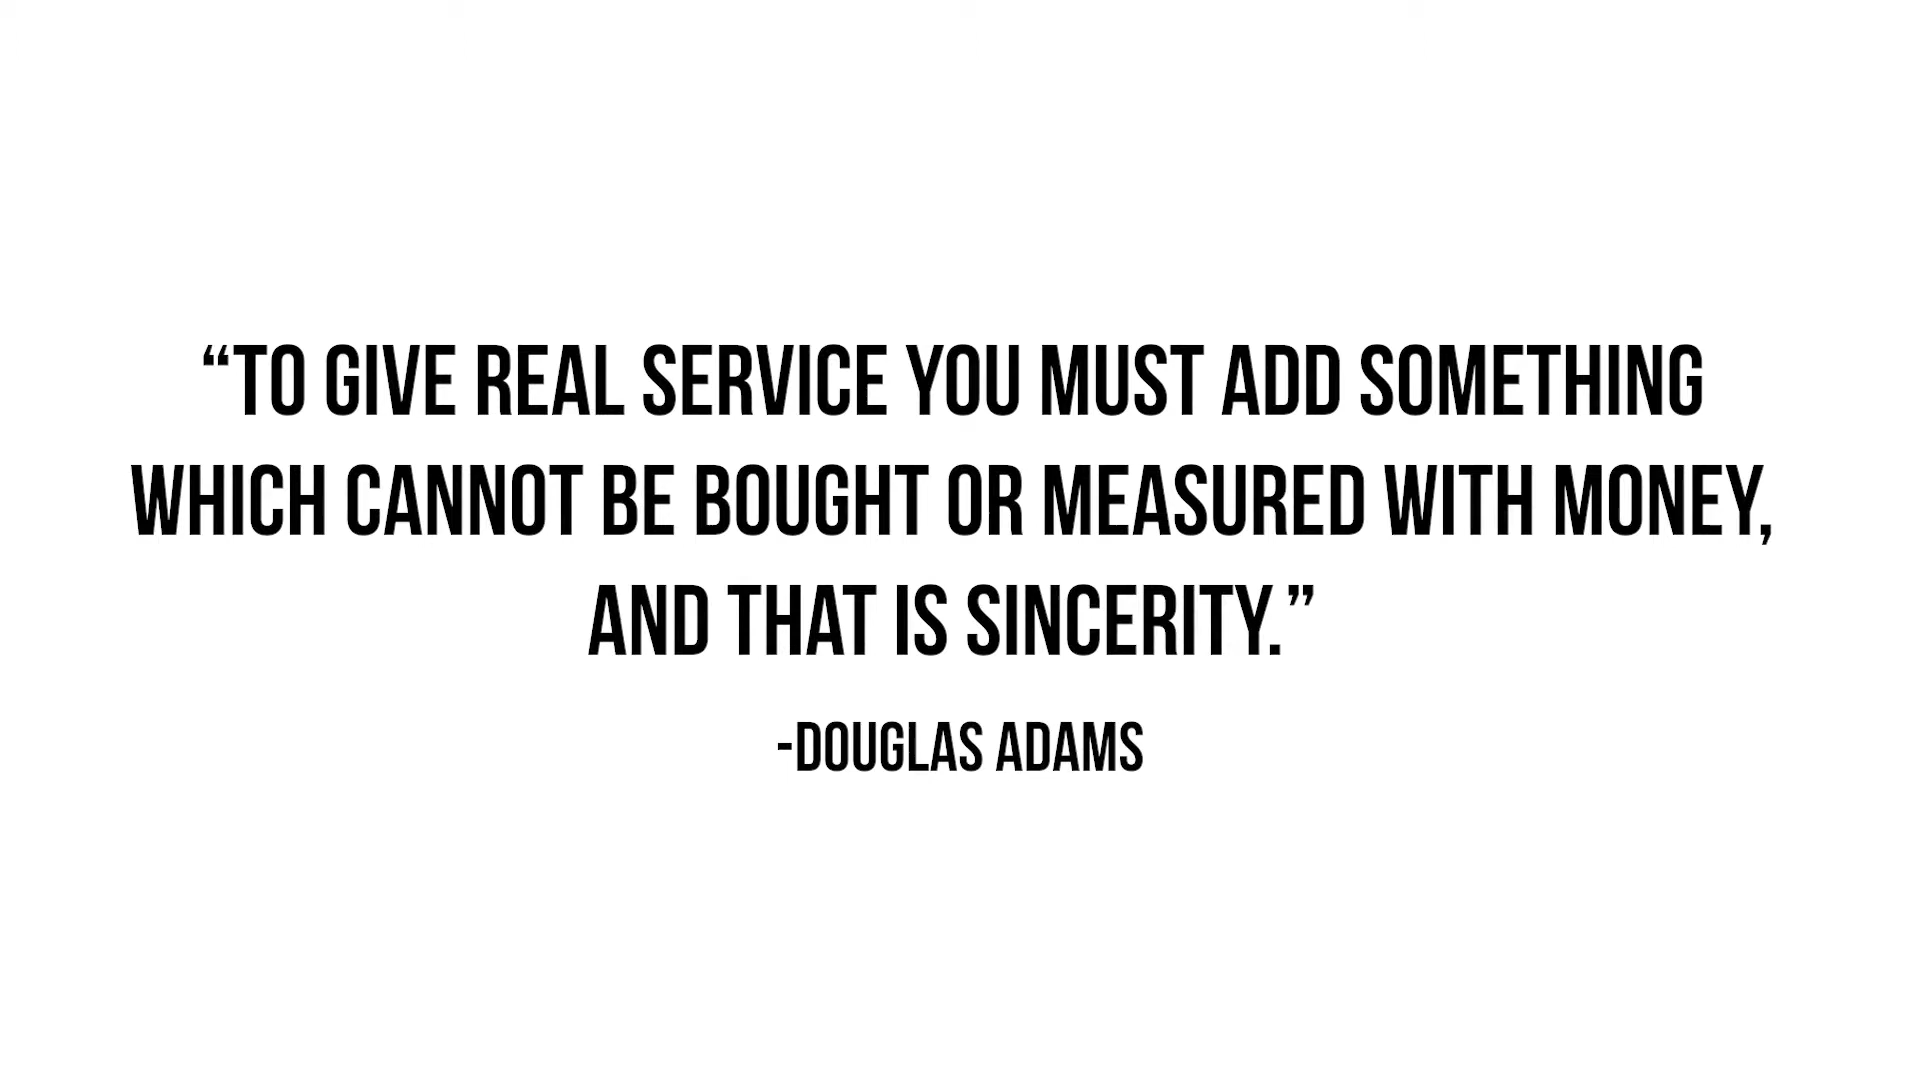 “TO GIVE REAL SERVICE YOU MUST ADD SOMETHING
WHICH CANNOT BE BOUGHT OR MEASURED WITH MONEY,
AND THAT IS SINCERITY.”
-DOUGLAS ADAMS